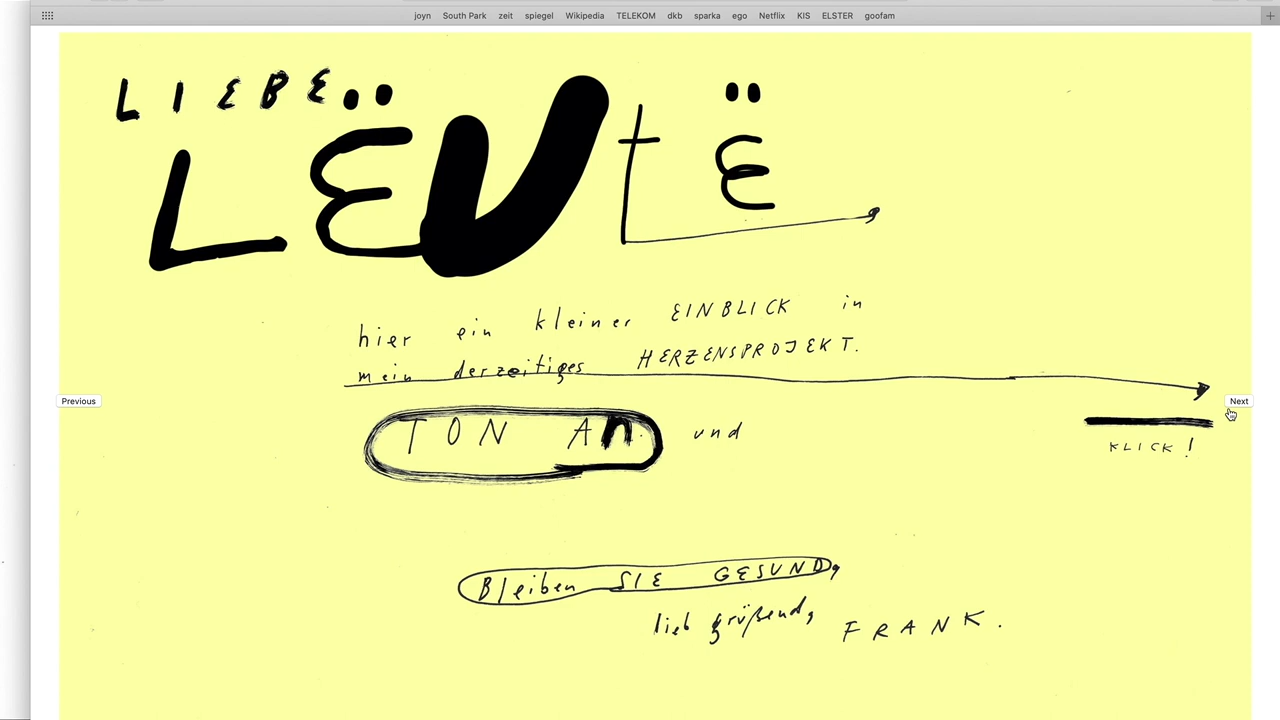 joyn South Park zeit spiegel Wikipedia TELEKOM dkb sparka ego Netflix KIS ELSTER goofam
LIEBE
LËUtË
hier ein kleiner EINBLICK in
mein derzeitiges HERZENSPROJEKT.
Previous
Next
TON An. und
KLICK!
Bleiben SIE GESUND,
lieb grüßend, FRANK.